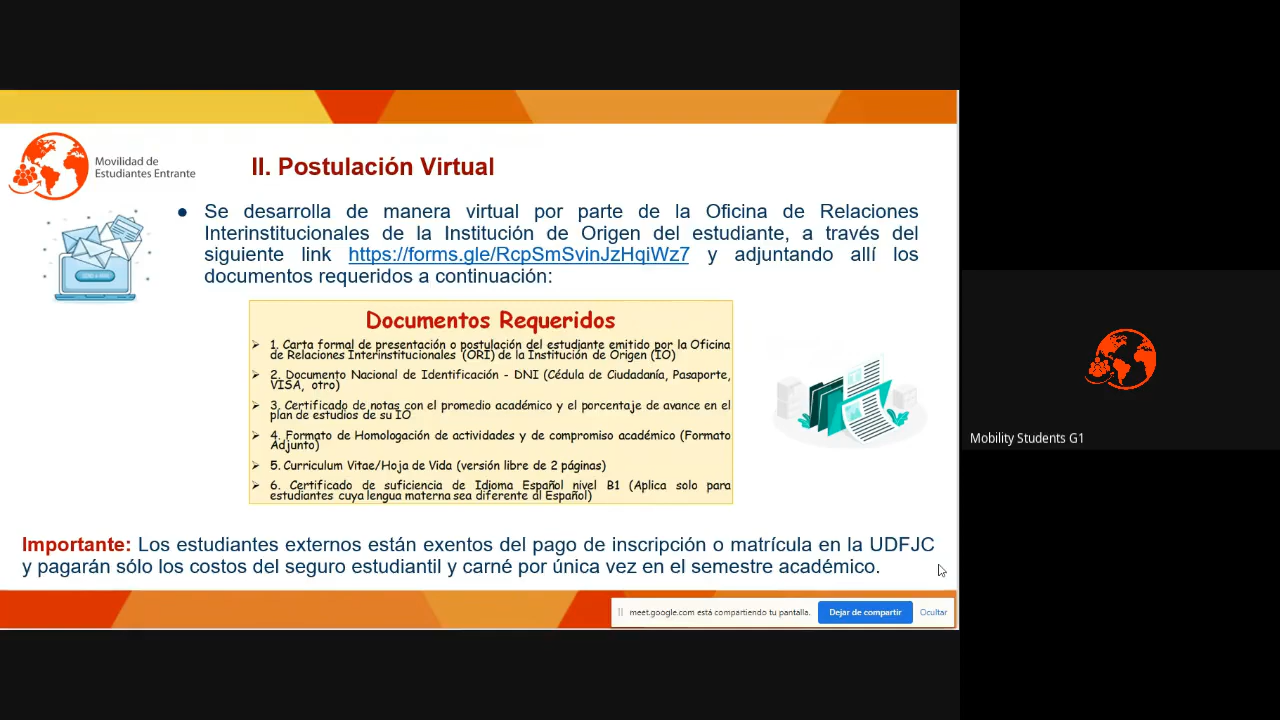 Movilidad de
Estudiantes Entrante
II. Postulación Virtual
● Se desarrolla de manera virtual por parte de la Oficina de Relaciones
Interinstitucionales de la Institución de Origen del estudiante, a través del
siguiente link https://forms.gle/RcpSmSvinJzHqiWz7 y adjuntando allí los
documentos requeridos a continuación:
Documentos Requeridos
➢ 1. Carta formal de presentación o postulación del estudiante emitido por la Oficina
de Relaciones Interinstitucionales (ORI) de la Institución de Origen (IO)
➢ 2. Documento Nacional de Identificación - DNI (Cédula de Ciudadanía, Pasaporte,
VISA, otro)
➢ 3. Certificado de notas con el promedio académico y el porcentaje de avance en el
plan de estudios de su IO
➢ 4. Formato de Homologación de actividades y de compromiso académico (Formato
Adjunto)
➢ 5. Curriculum Vitae/Hoja de Vida (versión libre de 2 páginas)
➢ 6. Certificado de suficiencia de Idioma Español nivel B1 (Aplica solo para
estudiantes cuya lengua materna sea diferente al Español)
Importante: Los estudiantes externos están exentos del pago de inscripción o matrícula en la UDFJC
y pagarán sólo los costos del seguro estudiantil y carné por única vez en el semestre académico.
meet.google.com está compartiendo tu pantalla. Dejar de compartir Ocultar
Mobility Students G1